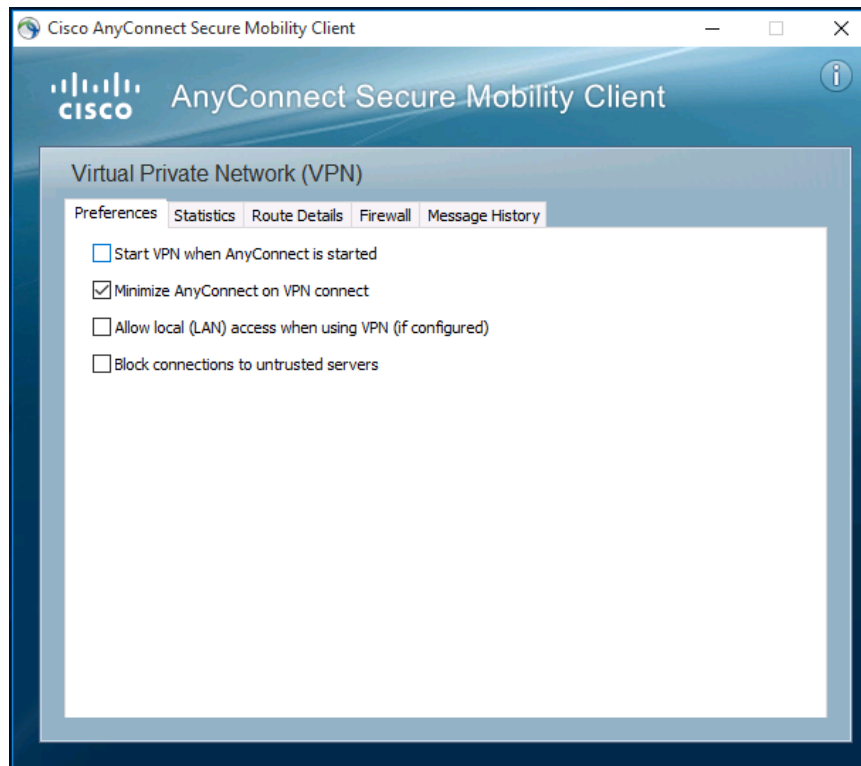 Cisco AnyConnect Secure Mobility Client
CISCO AnyConnect Secure Mobility Client
Virtual Private Network (VPN)
Preferences Statistics Route Details Firewall Message History
Start VPN when AnyConnect is started
Minimize AnyConnect on VPN connect
Allow local (LAN) access when using VPN (if configured)
Block connections to untrusted servers